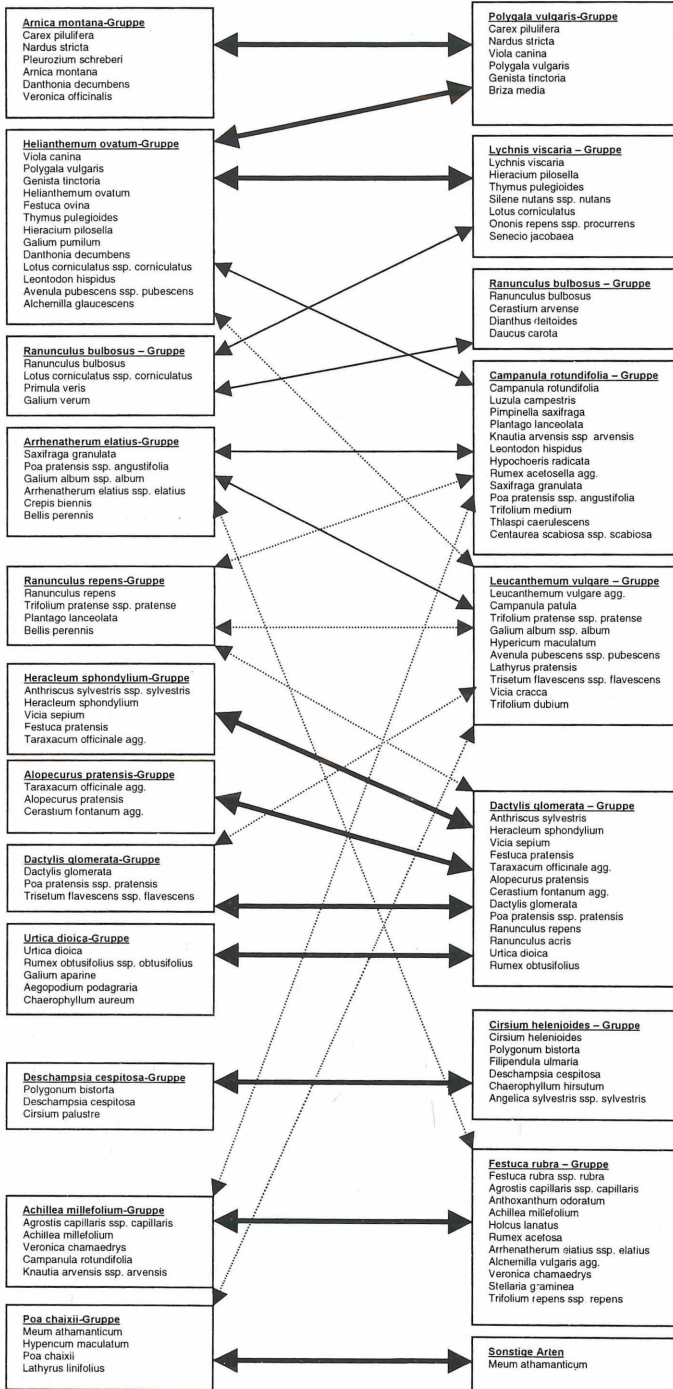 Arnica montana-Gruppe
Carex pilulifera
Nardus stricta
Pleurozium schreberi
Arnica montana
Danthonia decumbens
Veronica officinalis
Helianthemum ovatum-Gruppe
Viola canina
Polygala vulgaris
Genista tinctoria
Helianthemum ovatum
Festuca ovina
Thymus pulegioides
Hieracium pilosella
Galium pumilum
Danthonia decumbens
Lotus corniculatus ssp. corniculatus
Leontodon hispidus
Avenula pubescens ssp. pubescens
Alchemilla glaucescens
Ranunculus bulbosus – Gruppe
Ranunculus bulbosus
Lotus corniculatus ssp. corniculatus
Primula veris
Galium verum
Arrhenatherum elatius-Gruppe
Saxifraga granulata
Poa pratensis ssp. angustifolia
Galium album ssp. album
Arrhenatherum elatius ssp. elatius
Crepis biennis
Bellis perennis
Ranunculus repens-Gruppe
Ranunculus repens
Trifolium pratense ssp. pratense
Plantago lanceolata
Bellis perennis
Heracleum sphondylium-Gruppe
Anthriscus sylvestris ssp. sylvestris
Heracleum sphondylium
Vicia sepium
Festuca pratensis
Taraxacum officinale agg.
Alopecurus pratensis-Gruppe
Taraxacum officinale agg.
Alopecurus pratensis
Cerastium fontanum agg.
Dactylis glomerata-Gruppe
Dactylis glomerata
Poa pratensis ssp. pratensis
Trisetum flavescens ssp. flavescens
Urtica dioica-Gruppe
Urtica dioica
Rumex obtusifolius ssp. obtusifolius
Galium aparine
Aegopodium podagraria
Chaerophyllum aureum
Deschampsia cespitosa-Gruppe
Polygonum bistorta
Deschampsia cespitosa
Cirsium palustre
Achillea millefolium-Gruppe
Agrostis capillaris ssp. capillaris
Achillea millefolium
Veronica chamaedrys
Campanula rotundifolia
Knautia arvensis ssp. arvensis
Poa chaixii-Gruppe
Meum athamanticum
Hypericum maculatum
Poa chaixii
Lathyrus linifolius
Polygala vulgaris-Gruppe
Carex pilulifera
Nardus stricta
Viola canina
Polygala vulgaris
Genista tinctoria
Briza media
Lychnis viscaria – Gruppe
Lychnis viscaria
Hieracium pilosella
Thymus pulegioides
Silene nutans ssp. nutans
Lotus corniculatus
Ononis repens ssp. procurrens
Senecio jacobaea
Ranunculus bulbosus – Gruppe
Ranunculus bulbosus
Cerastium arvense
Dianthus deltoides
Daucus carota
Campanula rotundifolia – Gruppe
Campanula rotundifolia
Luzula campestris
Pimpinella saxifraga
Plantago lanceolata
Knautia arvensis ssp arvensis
Leontodon hispidus
Hypochoeris radicata
Rumex acetosella agg.
Saxifraga granulata
Poa pratensis ssp. angustifolia
Trifolium medium
Thlaspi caerulescens
Centaurea scabiosa ssp. scabiosa
Leucanthemum vulgare – Gruppe
Leucanthemum vulgare agg.
Campanula patula
Trifolium pratense ssp. pratense
Galium album ssp. album
Hypericum maculatum
Avenula pubescens ssp. pubescens
Lathyrus pratensis
Trisetum flavescens ssp. flavescens
Vicia cracca
Trifolium dubium
Dactylis glomerata – Gruppe
Anthriscus sylvestris
Heracleum sphondylium
Vicia sepium
Festuca pratensis
Taraxacum officinale agg.
Alopecurus pratensis
Cerastium fontanum agg.
Dactylis glomerata
Poa pratensis ssp. pratensis
Ranunculus repens
Ranunculus acris
Urtica dioica
Rumex obtusifolius
Cirsium helenioides – Gruppe
Cirsium helenioides
Polygonum bistorta
Filipendula ulmaria
Deschampsia cespitosa
Chaerophyllum hirsutum
Angelica sylvestris ssp. sylvestris
Festuca rubra – Gruppe
Festuca rubra ssp. rubra
Agrostis capillaris ssp. capillaris
Anthoxanthum odoratum
Achillea millefolium
Holcus lanatus
Rumex acetosa
Arrhenatherum elatius ssp. elatius
Alchemilla vulgaris agg.
Veronica chamaedrys
Stellaria graminea
Trifolium repens ssp. repens
Sonstige Arten
Meum athamanticum